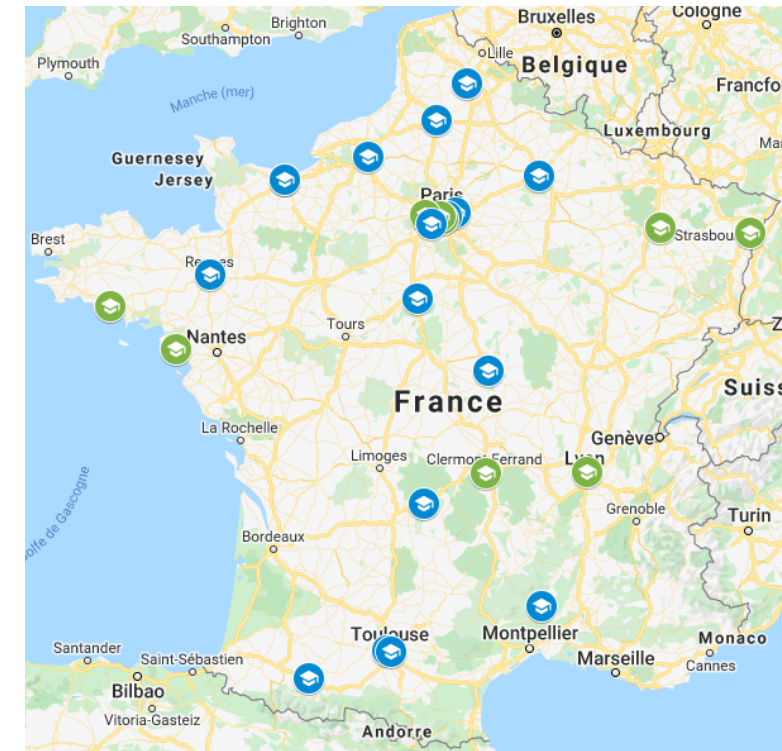 Brighton
Bruxelles
Cologne
Southampton
Plymouth
Lille
Belgique
Francfo
Manche (mer)
Luxembourg
Guernesey
Jersey
Paris
Brest
Strasbou
Nantes
Tours
France
Suiss
La Rochelle
Genève
Limoges
Clermont-Ferrand
Lyon
Grenoble
Turin
olfe de Gascogne
Bordeaux
Toulouse
Montpellier
Monaco
Santander
Saint-Sébastien
Marseille
Cannes
Bilbao
Vitoria-Gasteiz
Andorre